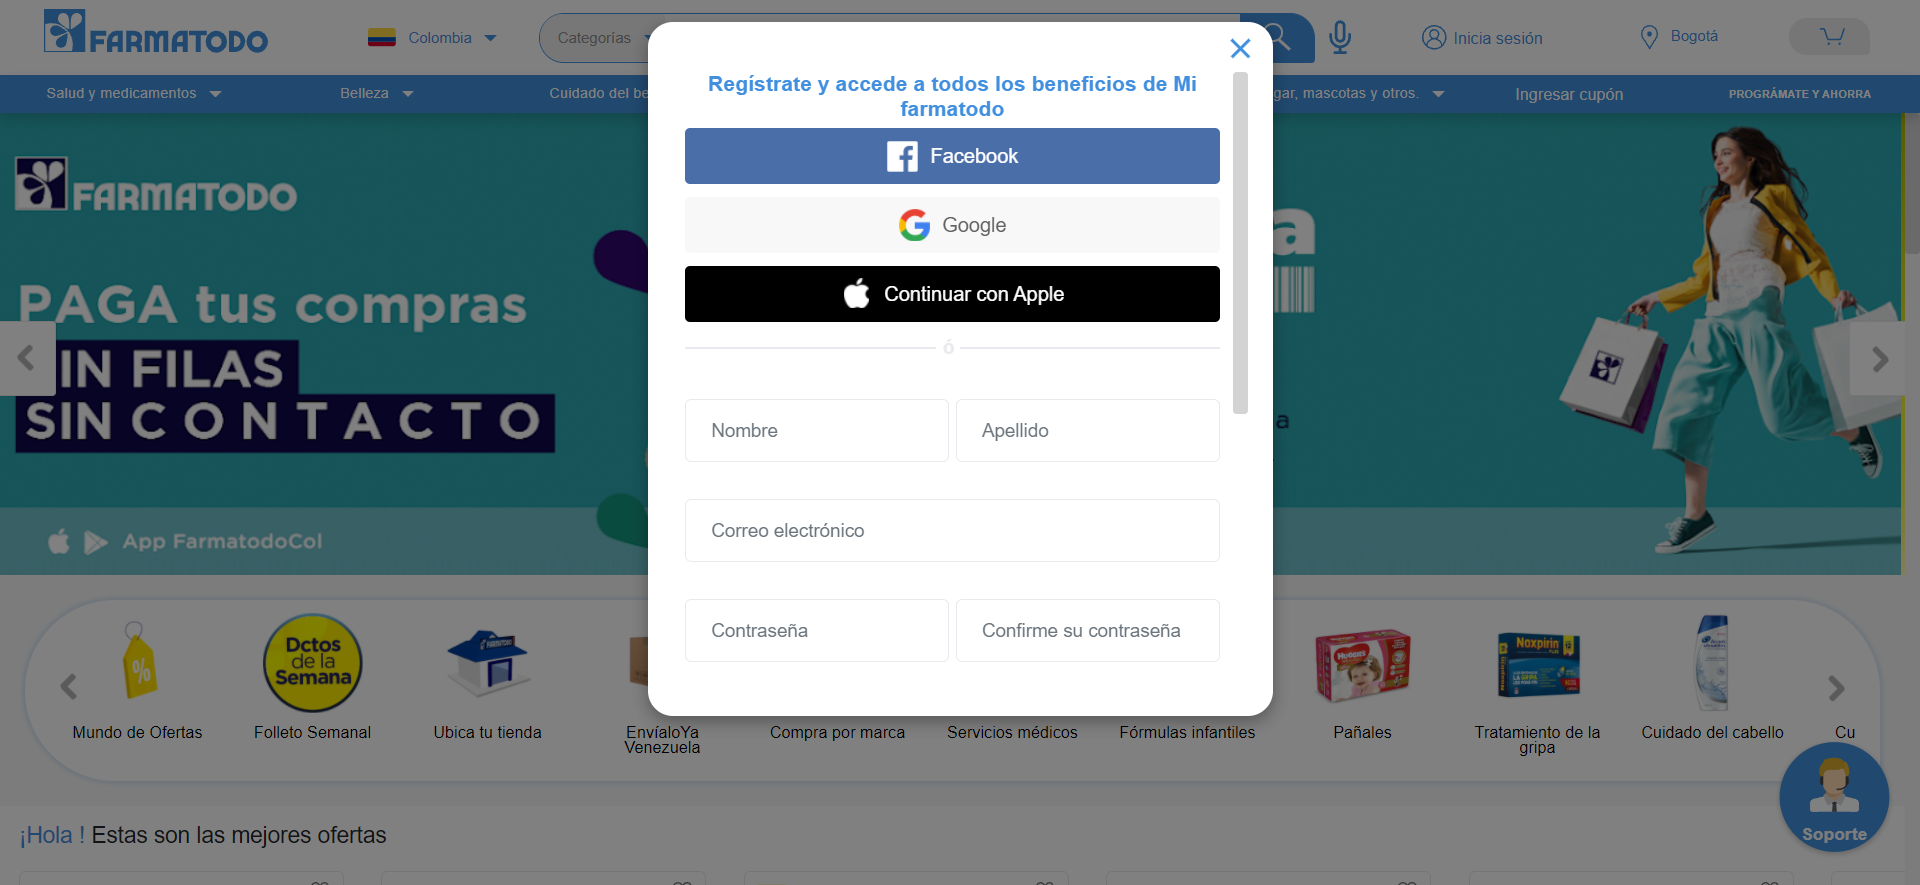 FARMATODO
Colombia
Categorías
Inicia sesión
Bogotá
Salud y medicamentos
Belleza
Cuidado del be
gar, mascotas y otros.
Ingresar cupón
PROGRÁMATE Y AHORRA
Regístrate y accede a todos los beneficios de Mi
farmatodo
Facebook
Google
Continuar con Apple
ó
Nombre
Apellido
Correo electrónico
Contraseña
Confirme su contraseña
FARMATODO
PAGA tus compras
IN FILAS
SIN CONTACTO
App FarmatodoCol
a
a
%
Dctos
de la
Semana
FARMATODO
HUGGIES
Noxpirin
Mundo de Ofertas
Folleto Semanal
Ubica tu tienda
EnvíaloYa
Venezuela
Compra por marca
Servicios médicos
Fórmulas infantiles
Pañales
Tratamiento de la
gripa
Cuidado del cabello
Cu
Soporte
¡Hola ! Estas son las mejores ofertas